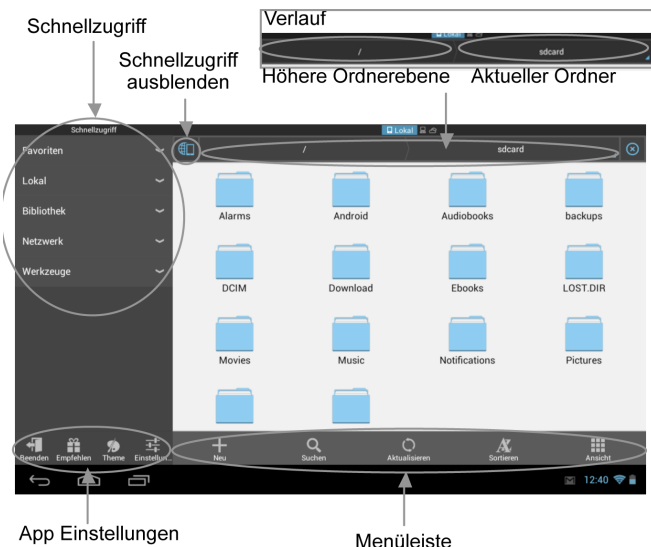 Verlauf
Lokal
/ sdcard
Höhere Ordnerebene Aktueller Ordner
Schnellzugriff
Schnellzugriff
ausblenden
Schnellzugriff
Lokal
Favoriten
/ sdcard
Lokal
Bibliothek
Netzwerk
Werkzeuge
Alarms Android Audiobooks backups
DCIM Download Ebooks LOST.DIR
Movies Music Notifications Pictures
Beenden Empfehlen Theme Einstellun...
Neu Suchen Aktualisieren Sortieren Ansicht
12:40
App Einstellungen
Menüleiste